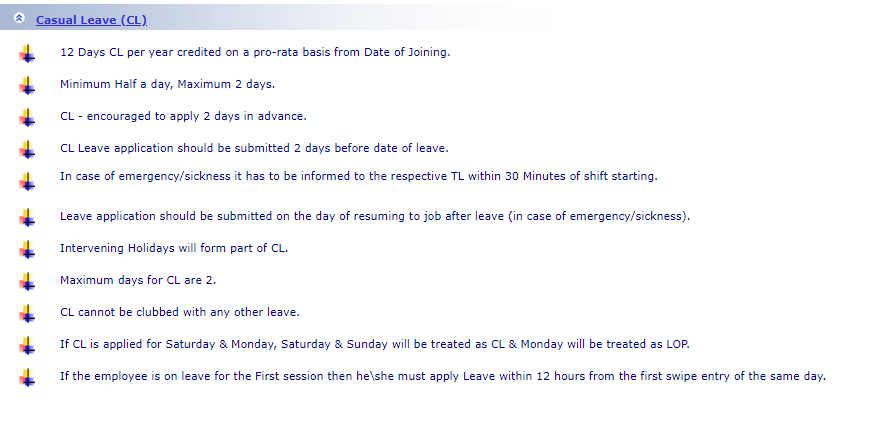 Casual Leave (CL)
12 Days CL per year credited on a pro-rata basis from Date of Joining.
Minimum Half a day, Maximum 2 days.
CL - encouraged to apply 2 days in advance.
CL Leave application should be submitted 2 days before date of leave.
In case of emergency/sickness it has to be informed to the respective TL within 30 Minutes of shift starting.
Leave application should be submitted on the day of resuming to job after leave (in case of emergency/sickness).
Intervening Holidays will form part of CL.
Maximum days for CL are 2.
CL cannot be clubbed with any other leave.
If CL is applied for Saturday & Monday, Saturday & Sunday will be treated as CL & Monday will be treated as LOP.
If the employee is on leave for the First session then he\she must apply Leave within 12 hours from the first swipe entry of the same day.